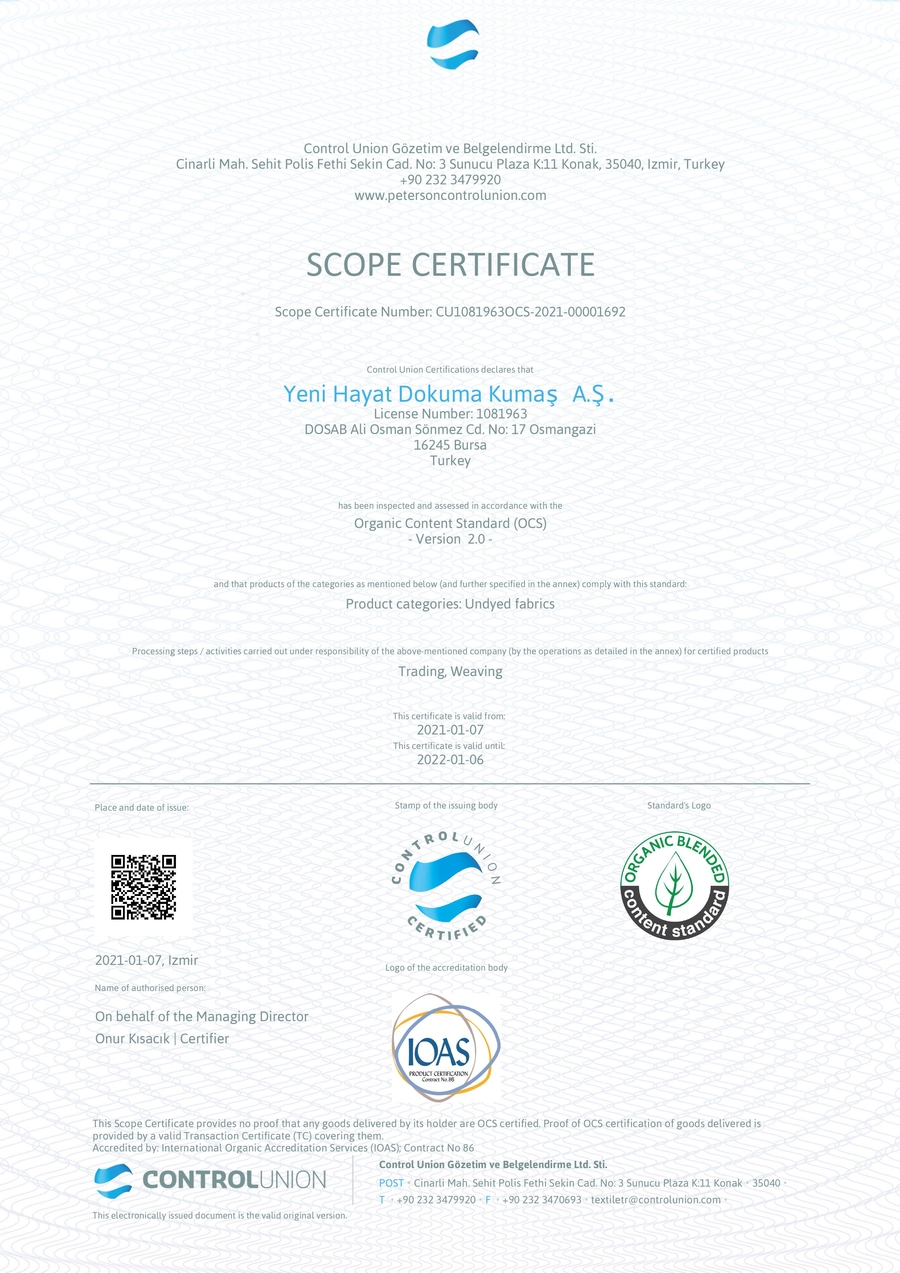 Control Union Gözetim ve Belgelendirme Ltd. Sti.
Cinarli Mah. Sehit Polis Fethi Sekin Cad. No: 3 Sunucu Plaza K:11 Konak, 35040, Izmir, Turkey
+90 232 3479920
www.petersoncontrolunion.com
SCOPE CERTIFICATE
Scope Certificate Number: CU1081963OCS-2021-00001692
Control Union Certifications declares that
Yeni Hayat Dokuma Kumaş A.Ş.
License Number: 1081963
DOSAB Ali Osman Sönmez Cd. No: 17 Osmangazi
16245 Bursa
Turkey
has been inspected and assessed in accordance with the
Organic Content Standard (OCS)
- Version 2.0 -
and that products of the categories as mentioned below (and further specified in the annex) comply with this standard:
Product categories: Undyed fabrics
Processing steps / activities carried out under responsibility of the above-mentioned company (by the operations as detailed in the annex) for certified products
Trading, Weaving
This certificate is valid from:
2021-01-07
This certificate is valid until:
2022-01-06
Place and date of issue:
Stamp of the issuing body
Standard's Logo
CONTROLUNION
CERTIFIED
ORGANIC BLENDED
content standard
2021-01-07, Izmir
Logo of the accreditation body
Name of authorised person:
On behalf of the Managing Director
Onur Kısacık | Certifier
IOAS
PRODUCT CERTIFICATION
Contract No. 86
This Scope Certificate provides no proof that any goods delivered by its holder are OCS certified. Proof of OCS certification of goods delivered is
provided by a valid Transaction Certificate (TC) covering them.
Accredited by: International Organic Accreditation Services (IOAS); Contract No 86
CONTROLUNION
Control Union Gözetim ve Belgelendirme Ltd. Sti.
POST · Cinarli Mah. Sehit Polis Fethi Sekin Cad. No: 3 Sunucu Plaza K:11 Konak · 35040 ·
T · +90 232 3479920 · F · +90 232 3470693 · textiletr@controlunion.com ·
This electronically issued document is the valid original version.